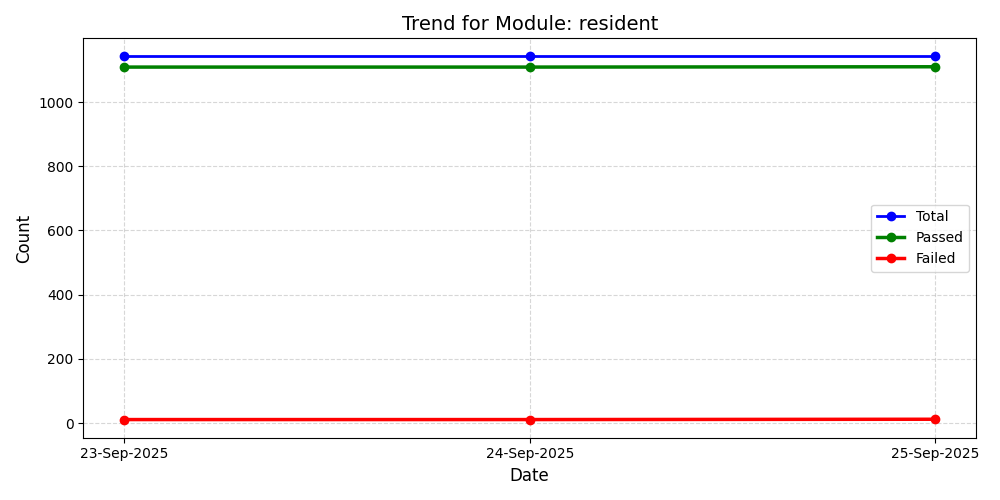 Trend for Module: resident
Count
1000
800
600
400
200
0
Total
Passed
Failed
23-Sep-2025
24-Sep-2025
25-Sep-2025
Date